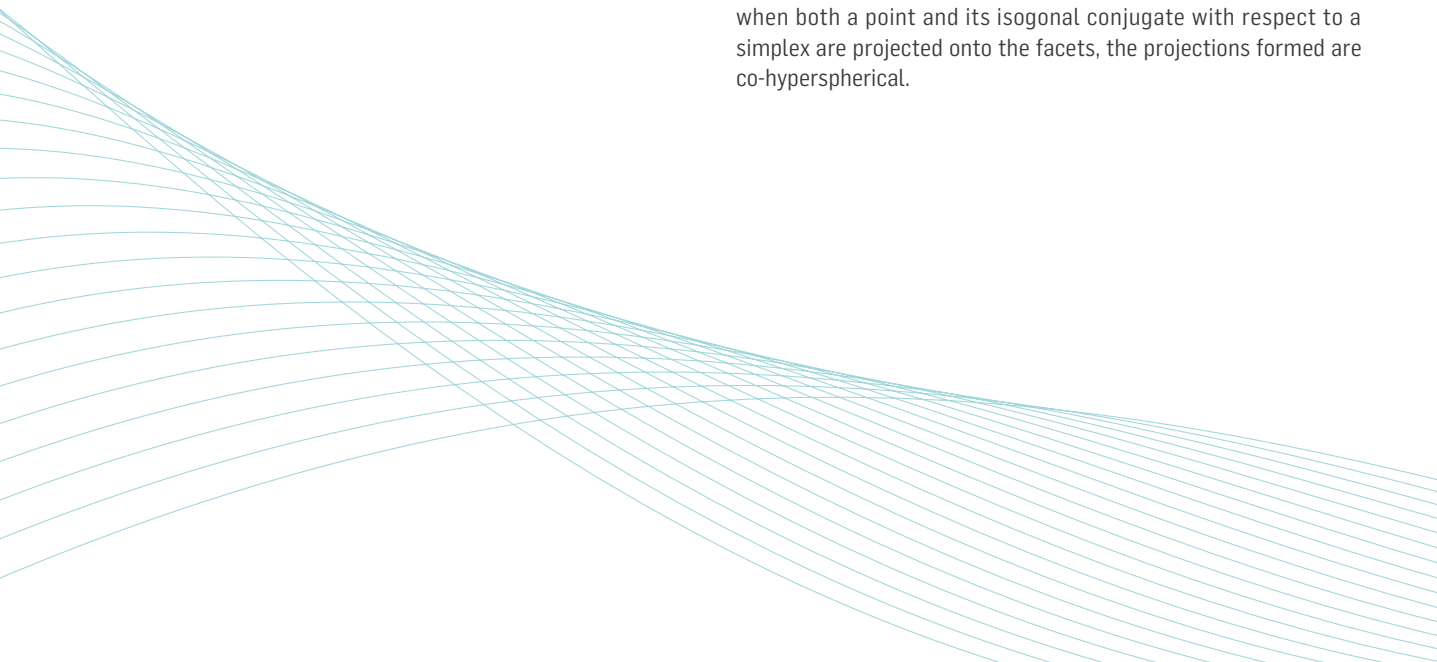 when both a point and its isogonal conjugate with respect to a
simplex are projected onto the facets, the projections formed are
co-hyperspherical.